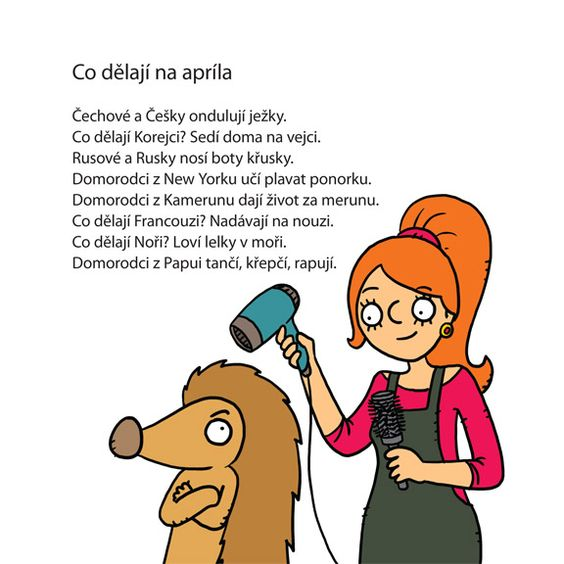 Co dělají na apríla
Čechové a Češky ondulují ježky.
Co dělají Korejci? Sedí doma na vejci.
Rusové a Rusky nosí boty křusky.
Domorodci z New Yorku učí plavat ponorku.
Domorodci z Kamerunu dají život za merunu.
Co dělají Francouzi? Nadávají na nouzi.
Co dělají Noři? Loví lelky v moři.
Domorodci z Papui tančí, křepčí, rapují.